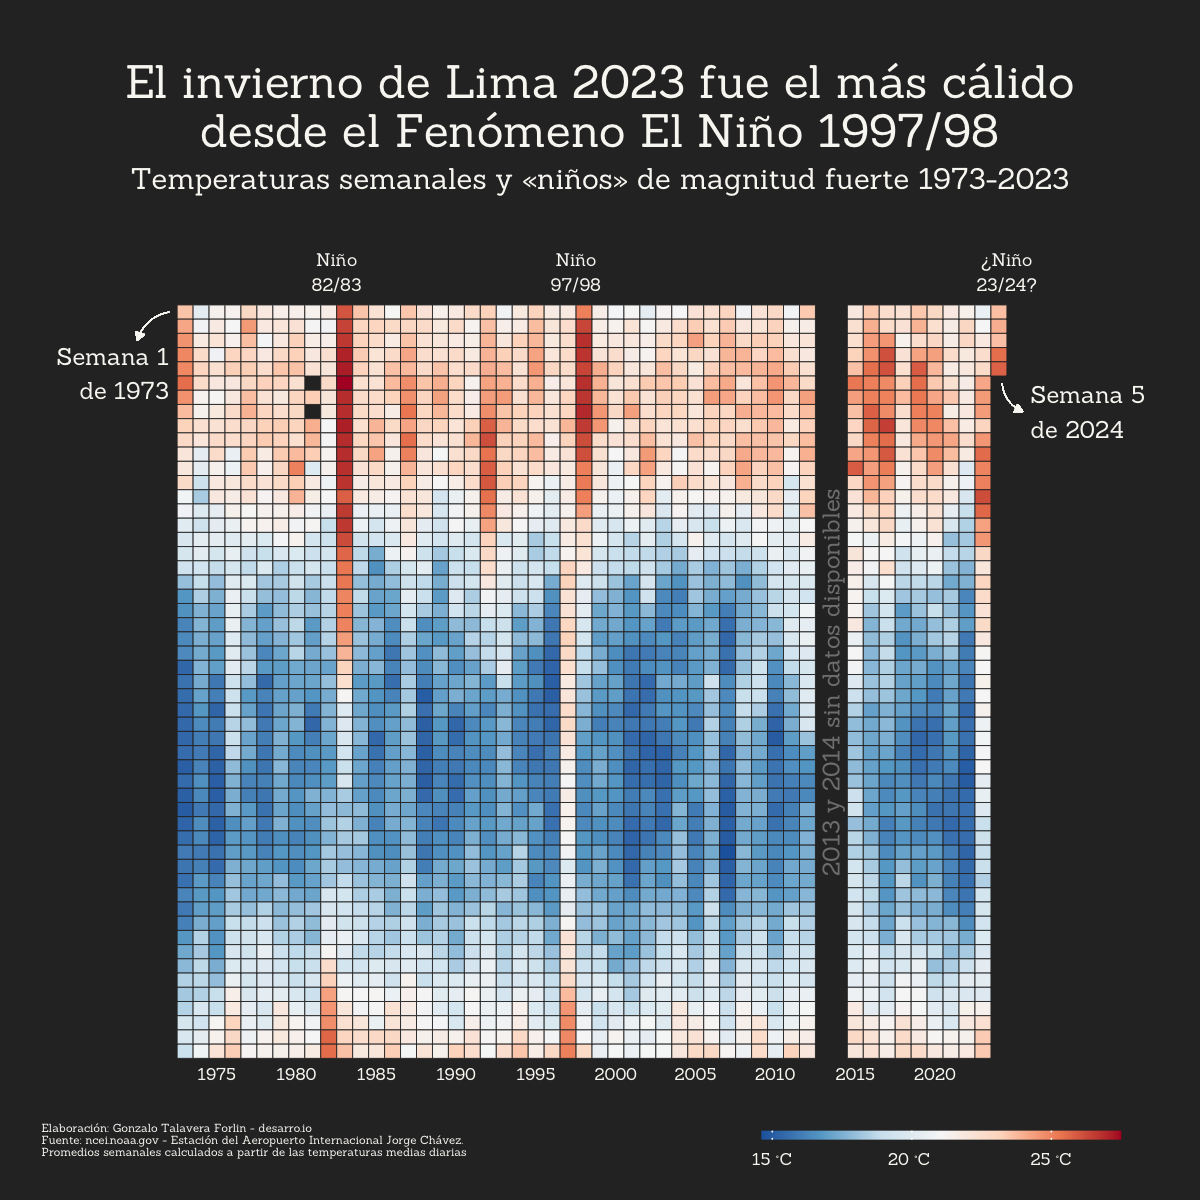 El invierno de Lima 2023 fue el más cálido
desde el Fenómeno El Niño 1997/98
Temperaturas semanales y «niños» de magnitud fuerte 1973-2023
Niño
82/83
Niño
97/98
¿Niño
23/24?
Semana 1
de 1973
Semana 5
de 2024
2013 y 2014 sin datos disponibles
1975 1980 1985 1990 1995 2000 2005 2010 2015 2020
Elaboración: Gonzalo Talavera Forlin - desarro.io
Fuente: ncei.noaa.gov - Estación del Aeropuerto Internacional Jorge Chávez.
Promedios semanales calculados a partir de las temperaturas medias diarias
15 °C 20 °C 25 °C